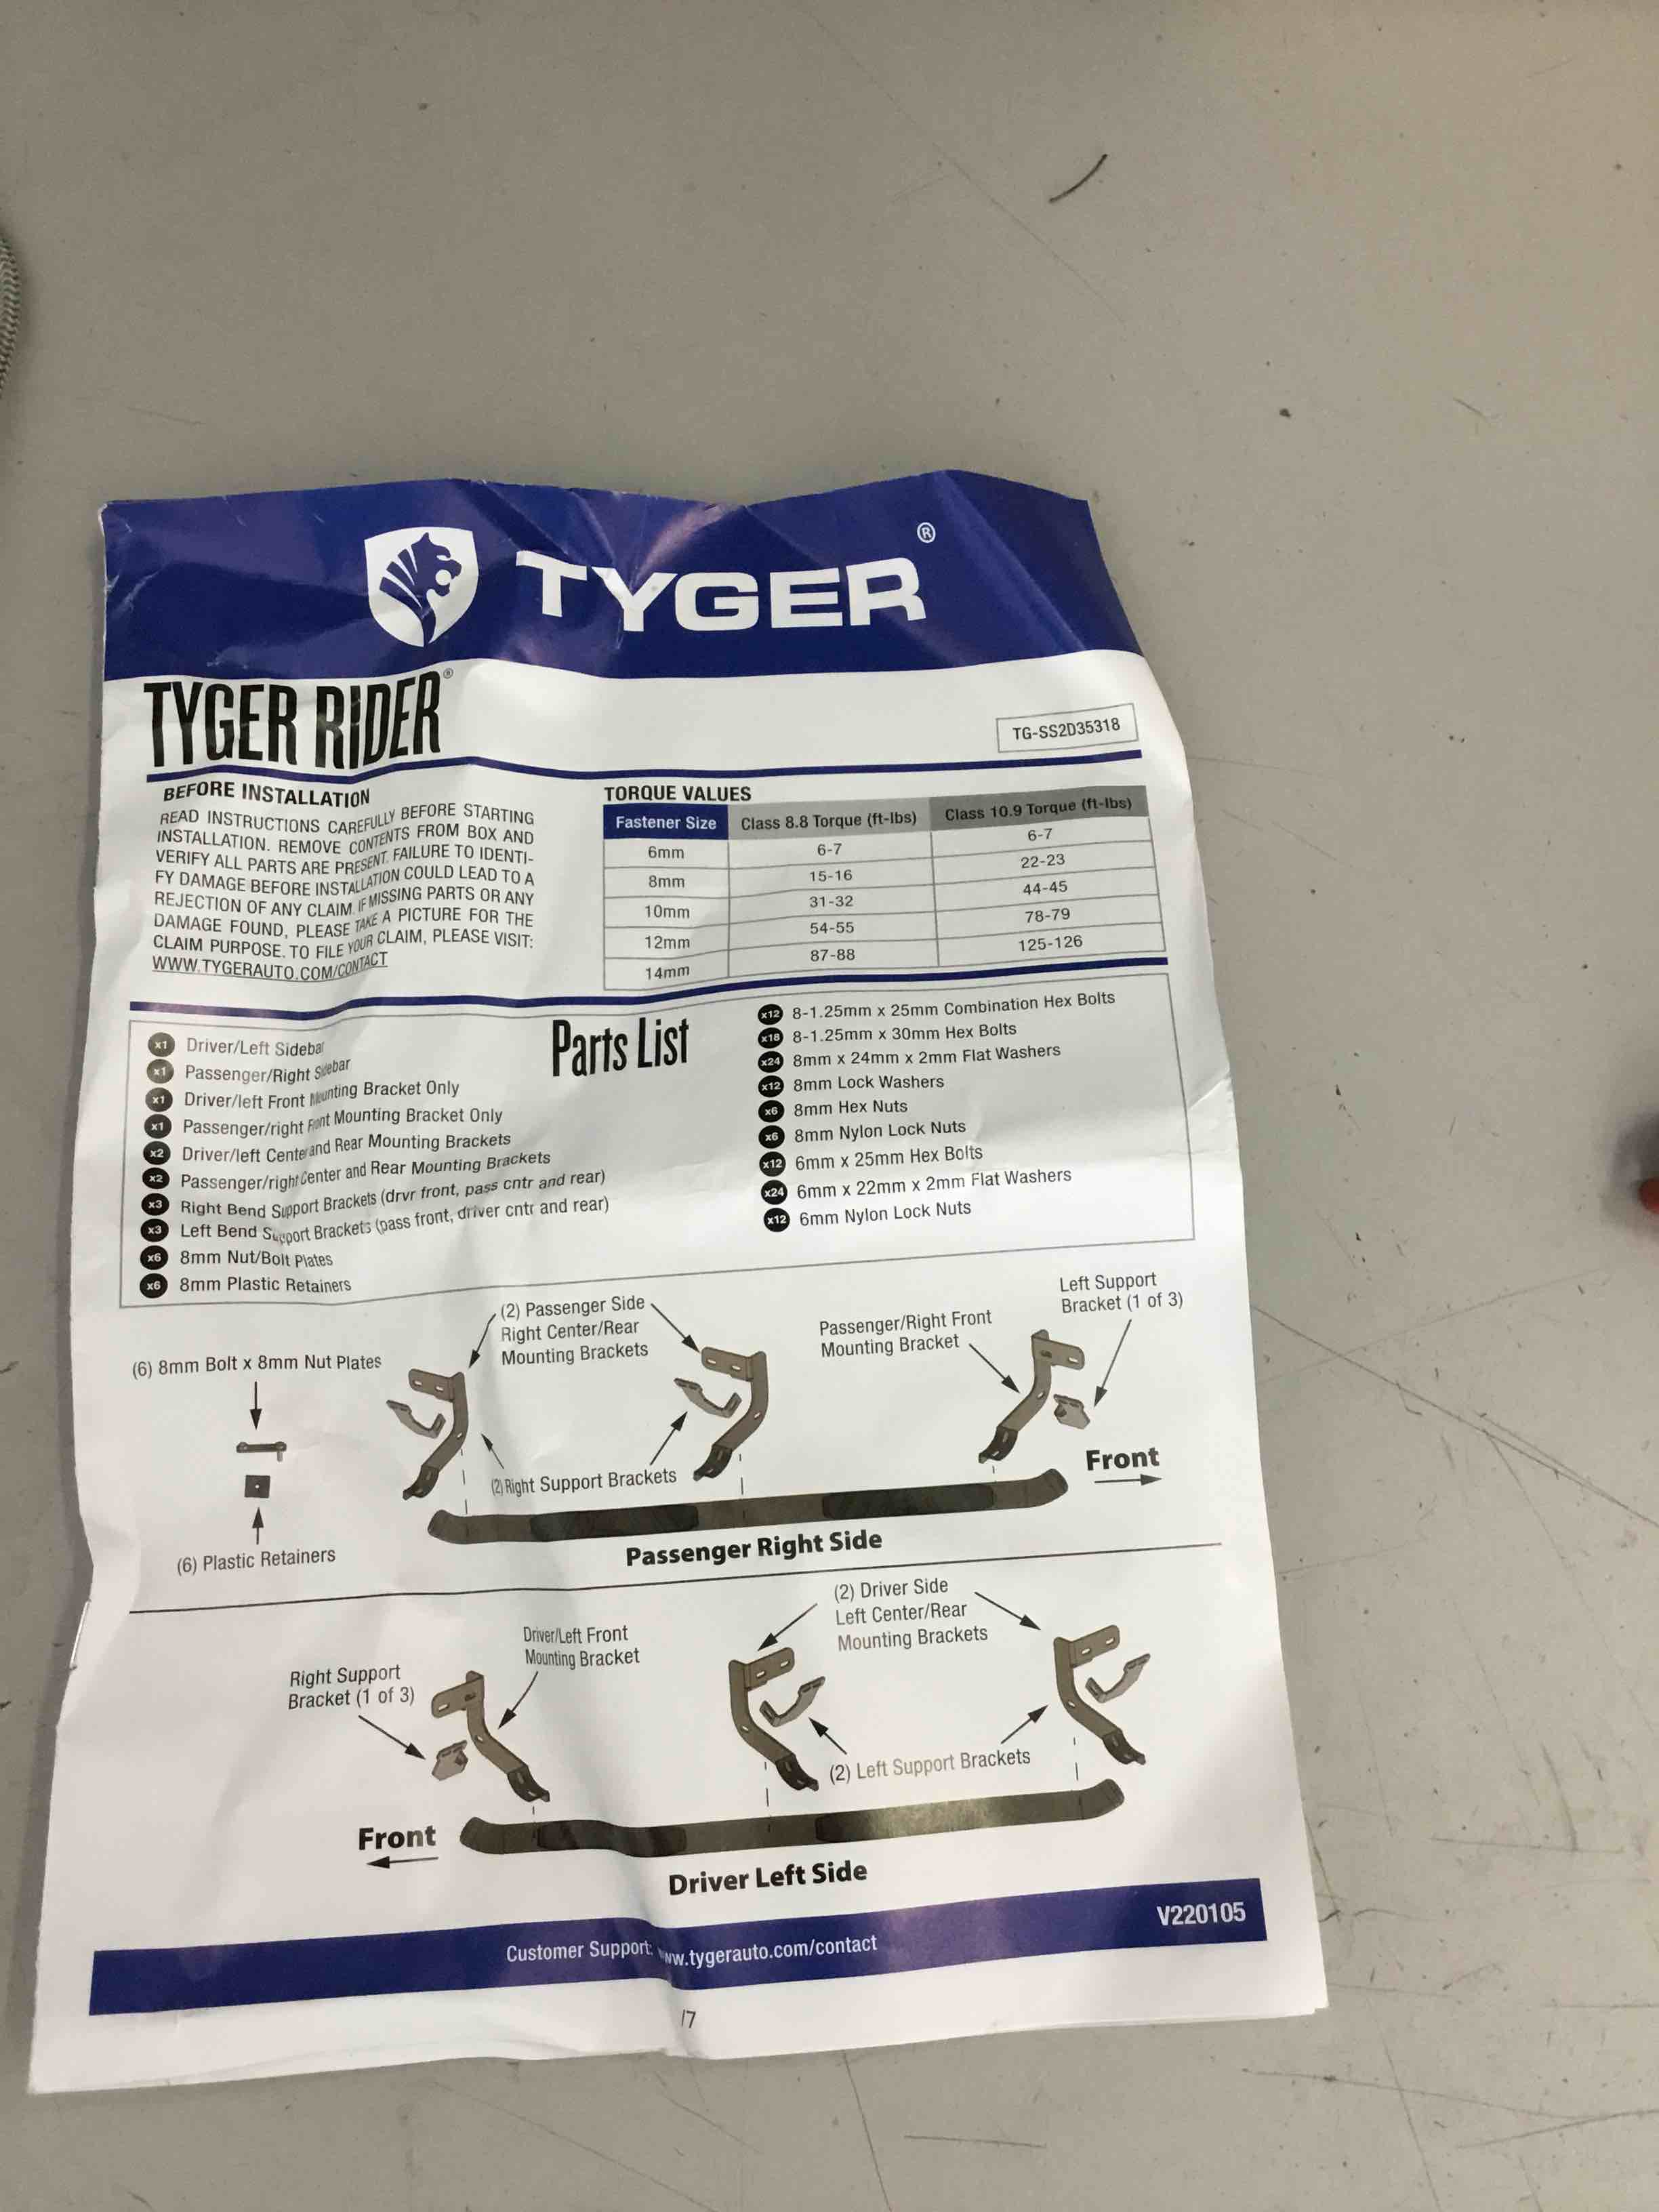 TYGER®
TYGER RIDER®
TG-SS2D35318
BEFORE INSTALLATION
READ INSTRUCTIONS CAREFULLY BEFORE STARTING
INSTALLATION. REMOVE CONTENTS FROM BOX AND
VERIFY ALL PARTS ARE PRESENT. FAILURE TO IDENTI-
FY DAMAGE BEFORE INSTALLATION COULD LEAD TO A
REJECTION OF ANY CLAIM. IF MISSING PARTS OR ANY
DAMAGE FOUND, PLEASE TAKE A PICTURE FOR THE
CLAIM PURPOSE. TO FILE YOUR CLAIM, PLEASE VISIT:
WWW.TYGERAUTO.COM/CONTACT
TORQUE VALUES
Fastener Size Class 8.8 Torque (ft-lbs) Class 10.9 Torque (ft-lbs)
6mm 6-7 6-7
8mm 15-16 22-23
10mm 31-32 44-45
12mm 54-55 78-79
14mm 87-88 125-126
Parts List
x1 Driver/Left Sidebar
x1 Passenger/Right Sidebar
x1 Driver/left Front Mounting Bracket Only
x1 Passenger/right Front Mounting Bracket Only
x2 Driver/left Center and Rear Mounting Brackets
x2 Passenger/right Center and Rear Mounting Brackets
x3 Right Bend Support Brackets (drvr front, pass cntr and rear)
x3 Left Bend Support Brackets (pass front, driver cntr and rear)
x6 8mm Nut/Bolt Plates
x6 8mm Plastic Retainers
x12 8-1.25mm x 25mm Combination Hex Bolts
x18 8-1.25mm x 30mm Hex Bolts
x24 8mm x 24mm x 2mm Flat Washers
x12 8mm Lock Washers
x6 8mm Hex Nuts
x6 8mm Nylon Lock Nuts
x12 6mm x 25mm Hex Bolts
x24 6mm x 22mm x 2mm Flat Washers
x12 6mm Nylon Lock Nuts
(6) 8mm Bolt x 8mm Nut Plates
(6) Plastic Retainers
(2) Passenger Side
Right Center/Rear
Mounting Brackets
(2) Right Support Brackets
Passenger/Right Front
Mounting Bracket
Left Support
Bracket (1 of 3)
Front
Passenger Right Side
Right Support
Bracket (1 of 3)
Driver/Left Front
Mounting Bracket
(2) Driver Side
Left Center/Rear
Mounting Brackets
(2) Left Support Brackets
Front
Driver Left Side
V220105
Customer Support: www.tygerauto.com/contact
/7